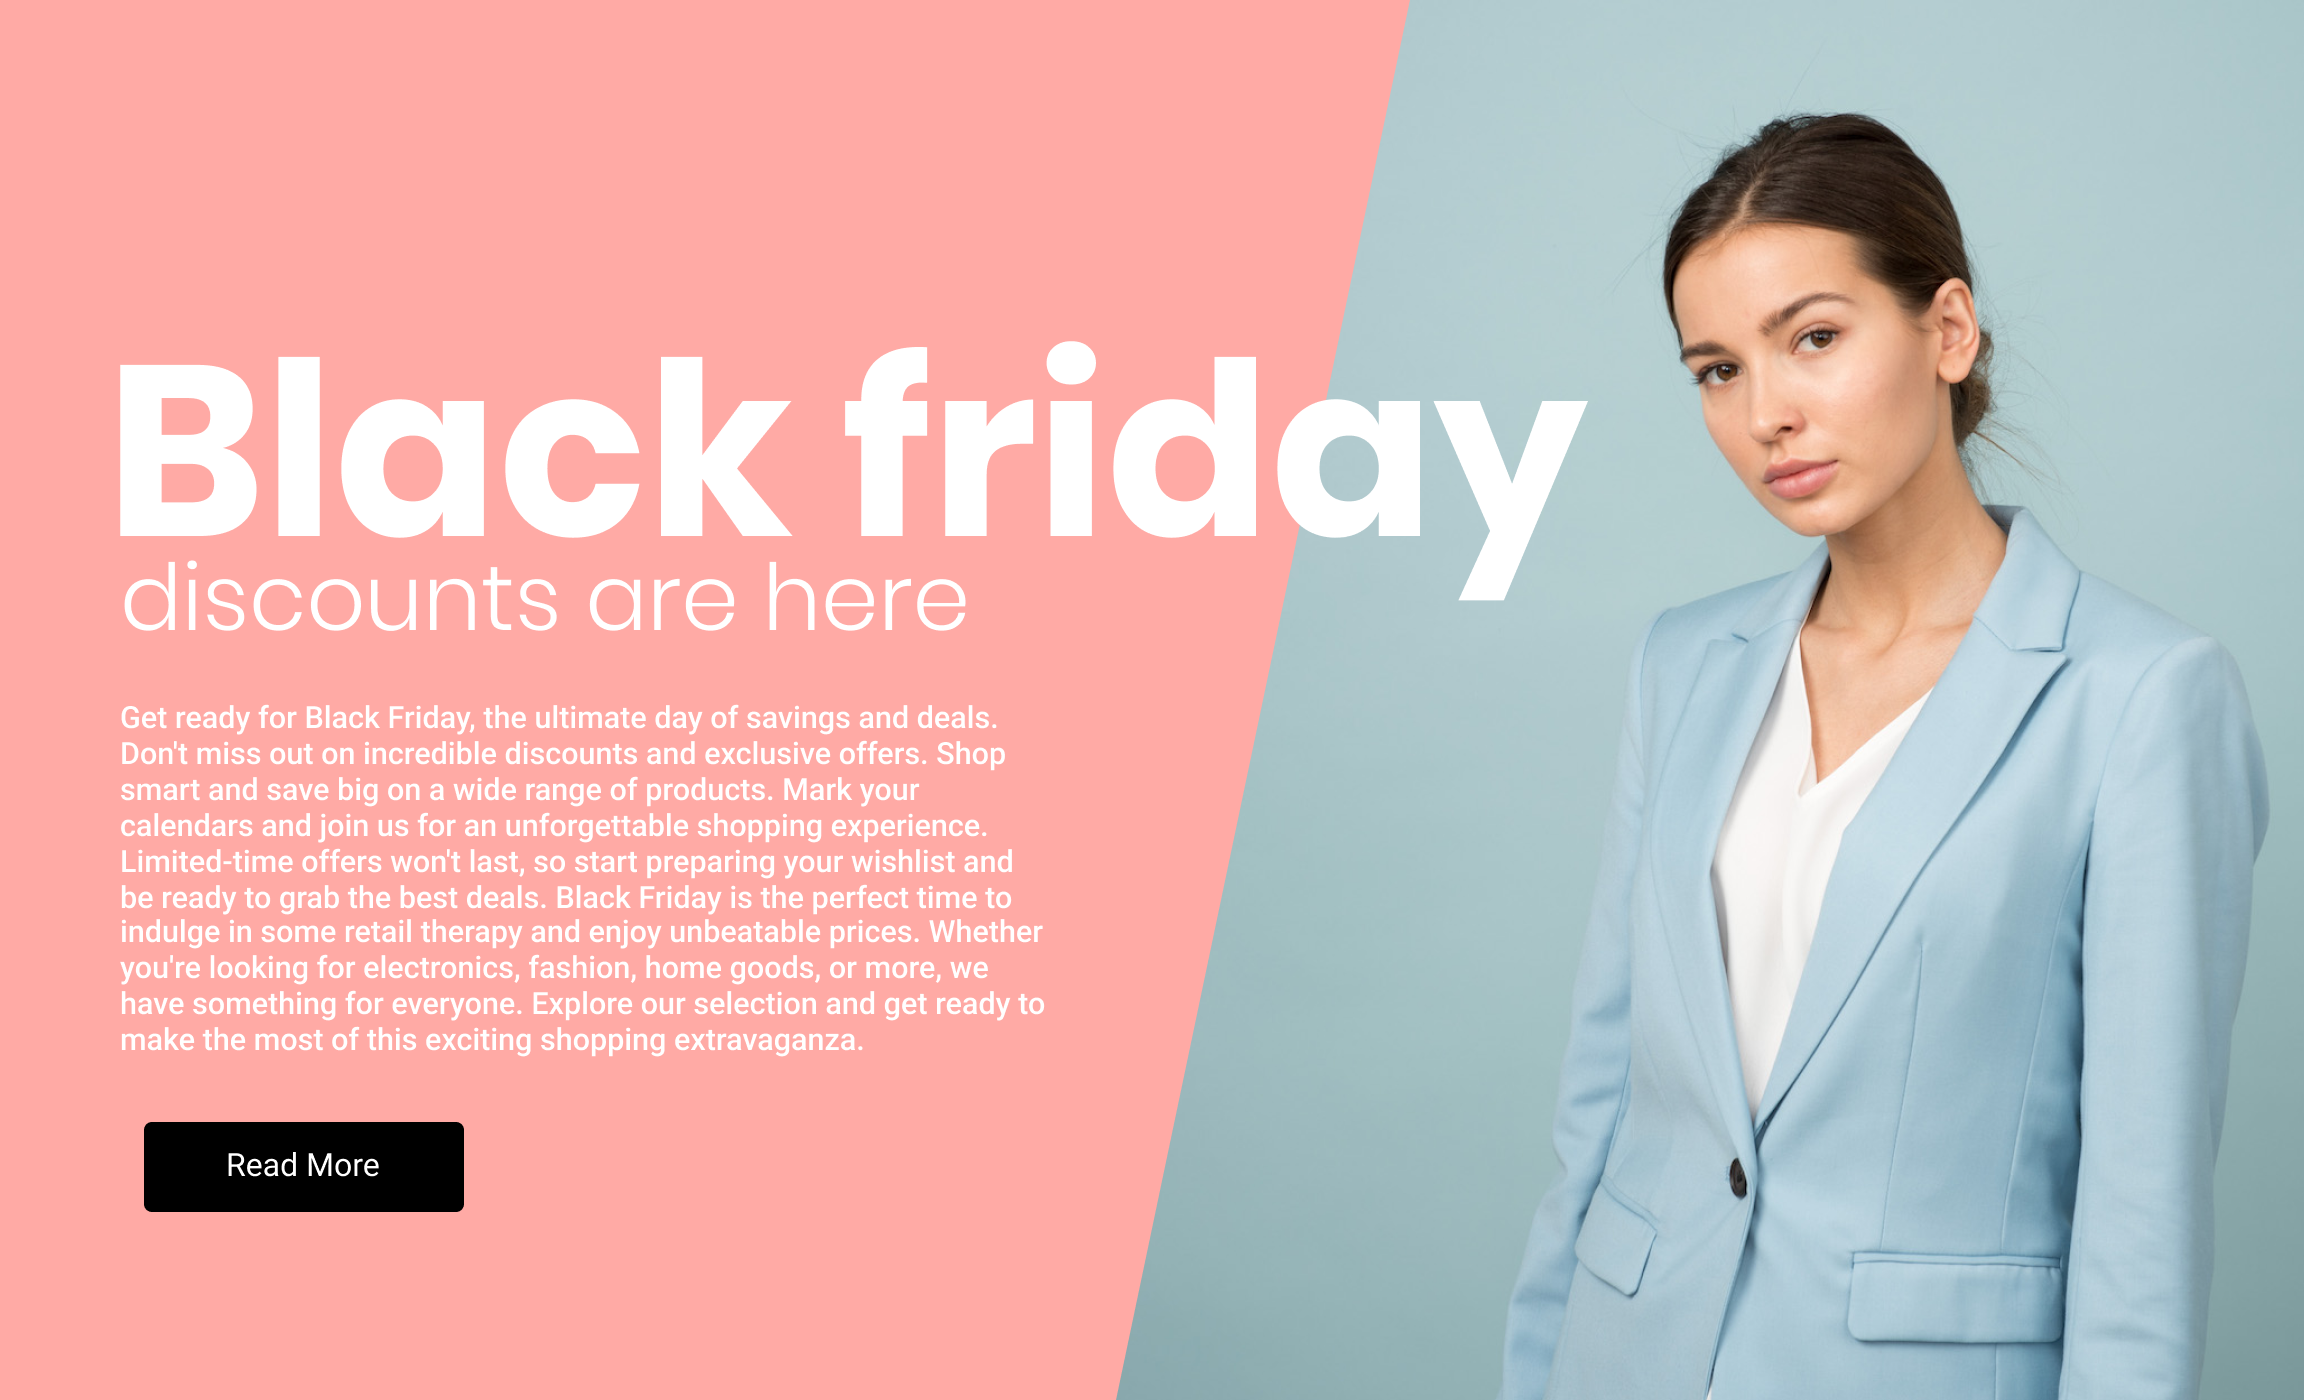 Black friday
discounts are here
Get ready for Black Friday, the ultimate day of savings and deals.
Don't miss out on incredible discounts and exclusive offers. Shop
smart and save big on a wide range of products. Mark your
calendars and join us for an unforgettable shopping experience.
Limited-time offers won't last, so start preparing your wishlist and
be ready to grab the best deals. Black Friday is the perfect time to
indulge in some retail therapy and enjoy unbeatable prices. Whether
you're looking for electronics, fashion, home goods, or more, we
have something for everyone. Explore our selection and get ready to
make the most of this exciting shopping extravaganza.
Read More